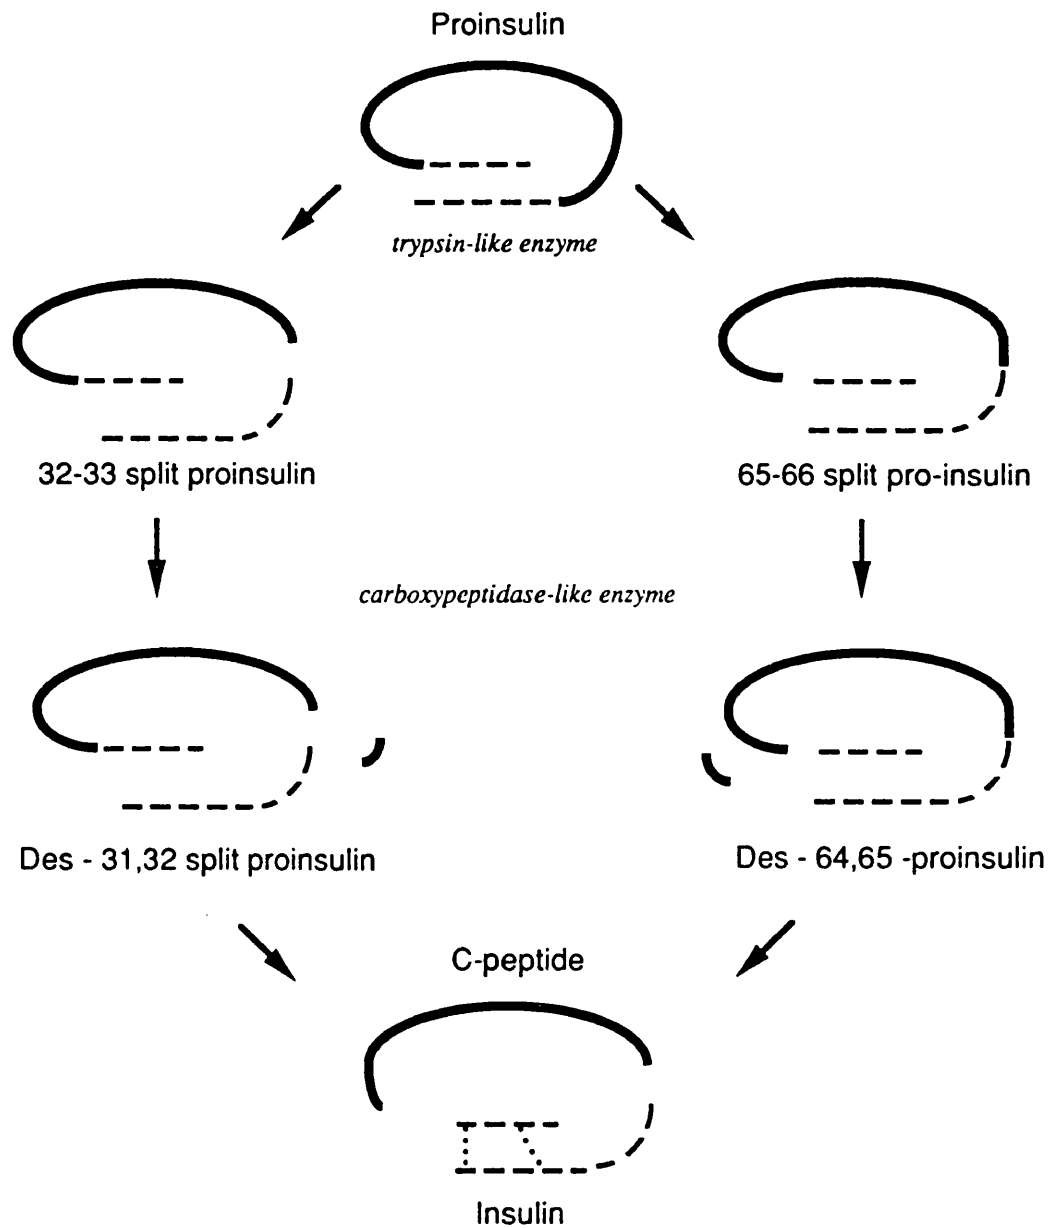 Proinsulin
trypsin-like enzyme
32-33 split proinsulin
65-66 split pro-insulin
carboxypeptidase-like enzyme
Des - 31,32 split proinsulin
Des - 64,65 -proinsulin
C-peptide
Insulin